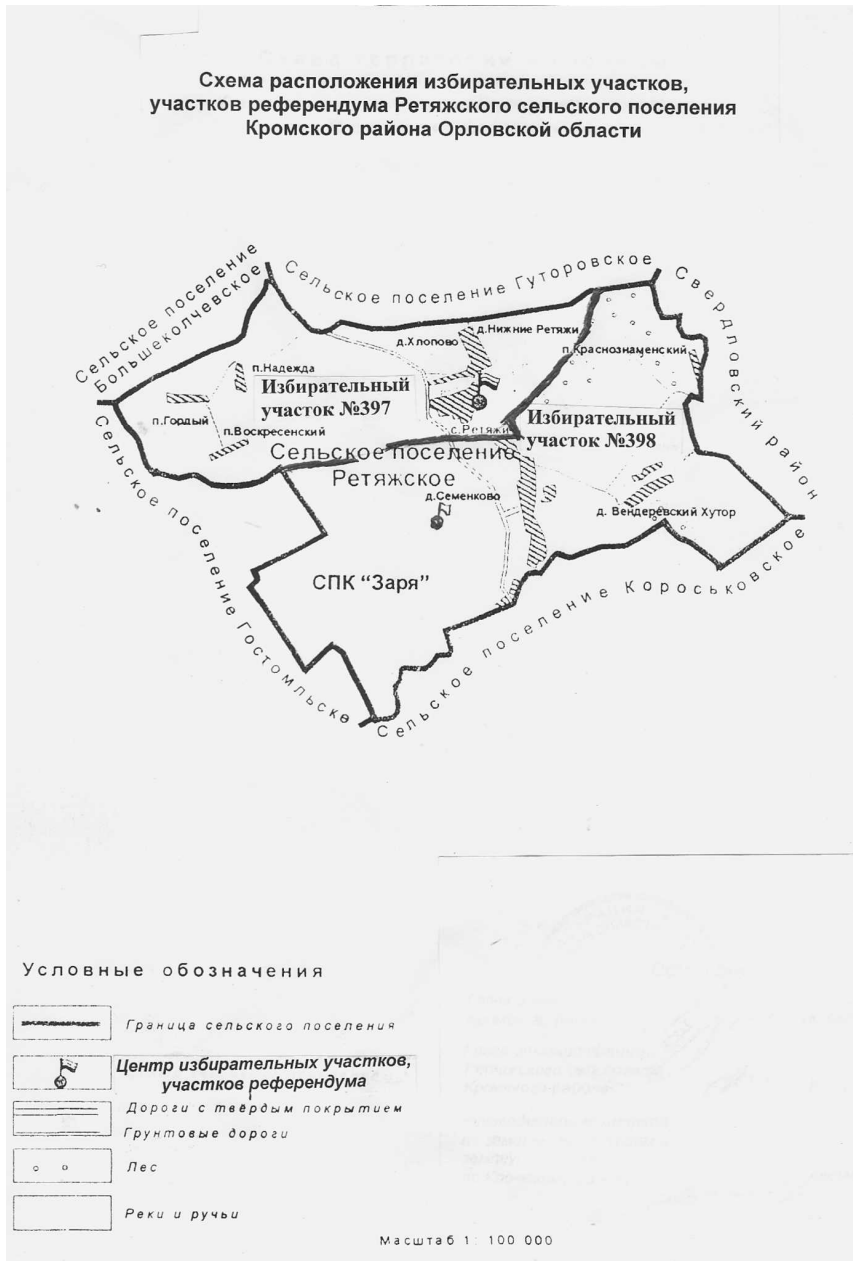 Схема расположения избирательных участков,
участков референдума Ретяжского сельского поселения
Кромского района Орловской области
Сельское поселение
Большеколчевское
Сельское поселение Гуторовское
Свердловский район
д.Хлопово
д.Нижние Ретяжи
п.Краснознаменский
п.Надежда
Избирательный
участок №397
п.Гордый
п.Воскресенский
с.Ретяжи
Избирательный
участок №398
Сельское поселение
Ретяжское
д.Семенково
д. Вендеревский Хутор
СПК “Заря”
Сельское поселение Гостомльске
Сельское поселение Короськовское
Условные обозначения
Граница сельского поселения
Центр избирательных участков,
участков референдума
Дороги с твёрдым покрытием
Грунтовые дороги
Лес
Реки и ручьи
Масштаб 1: 100 000